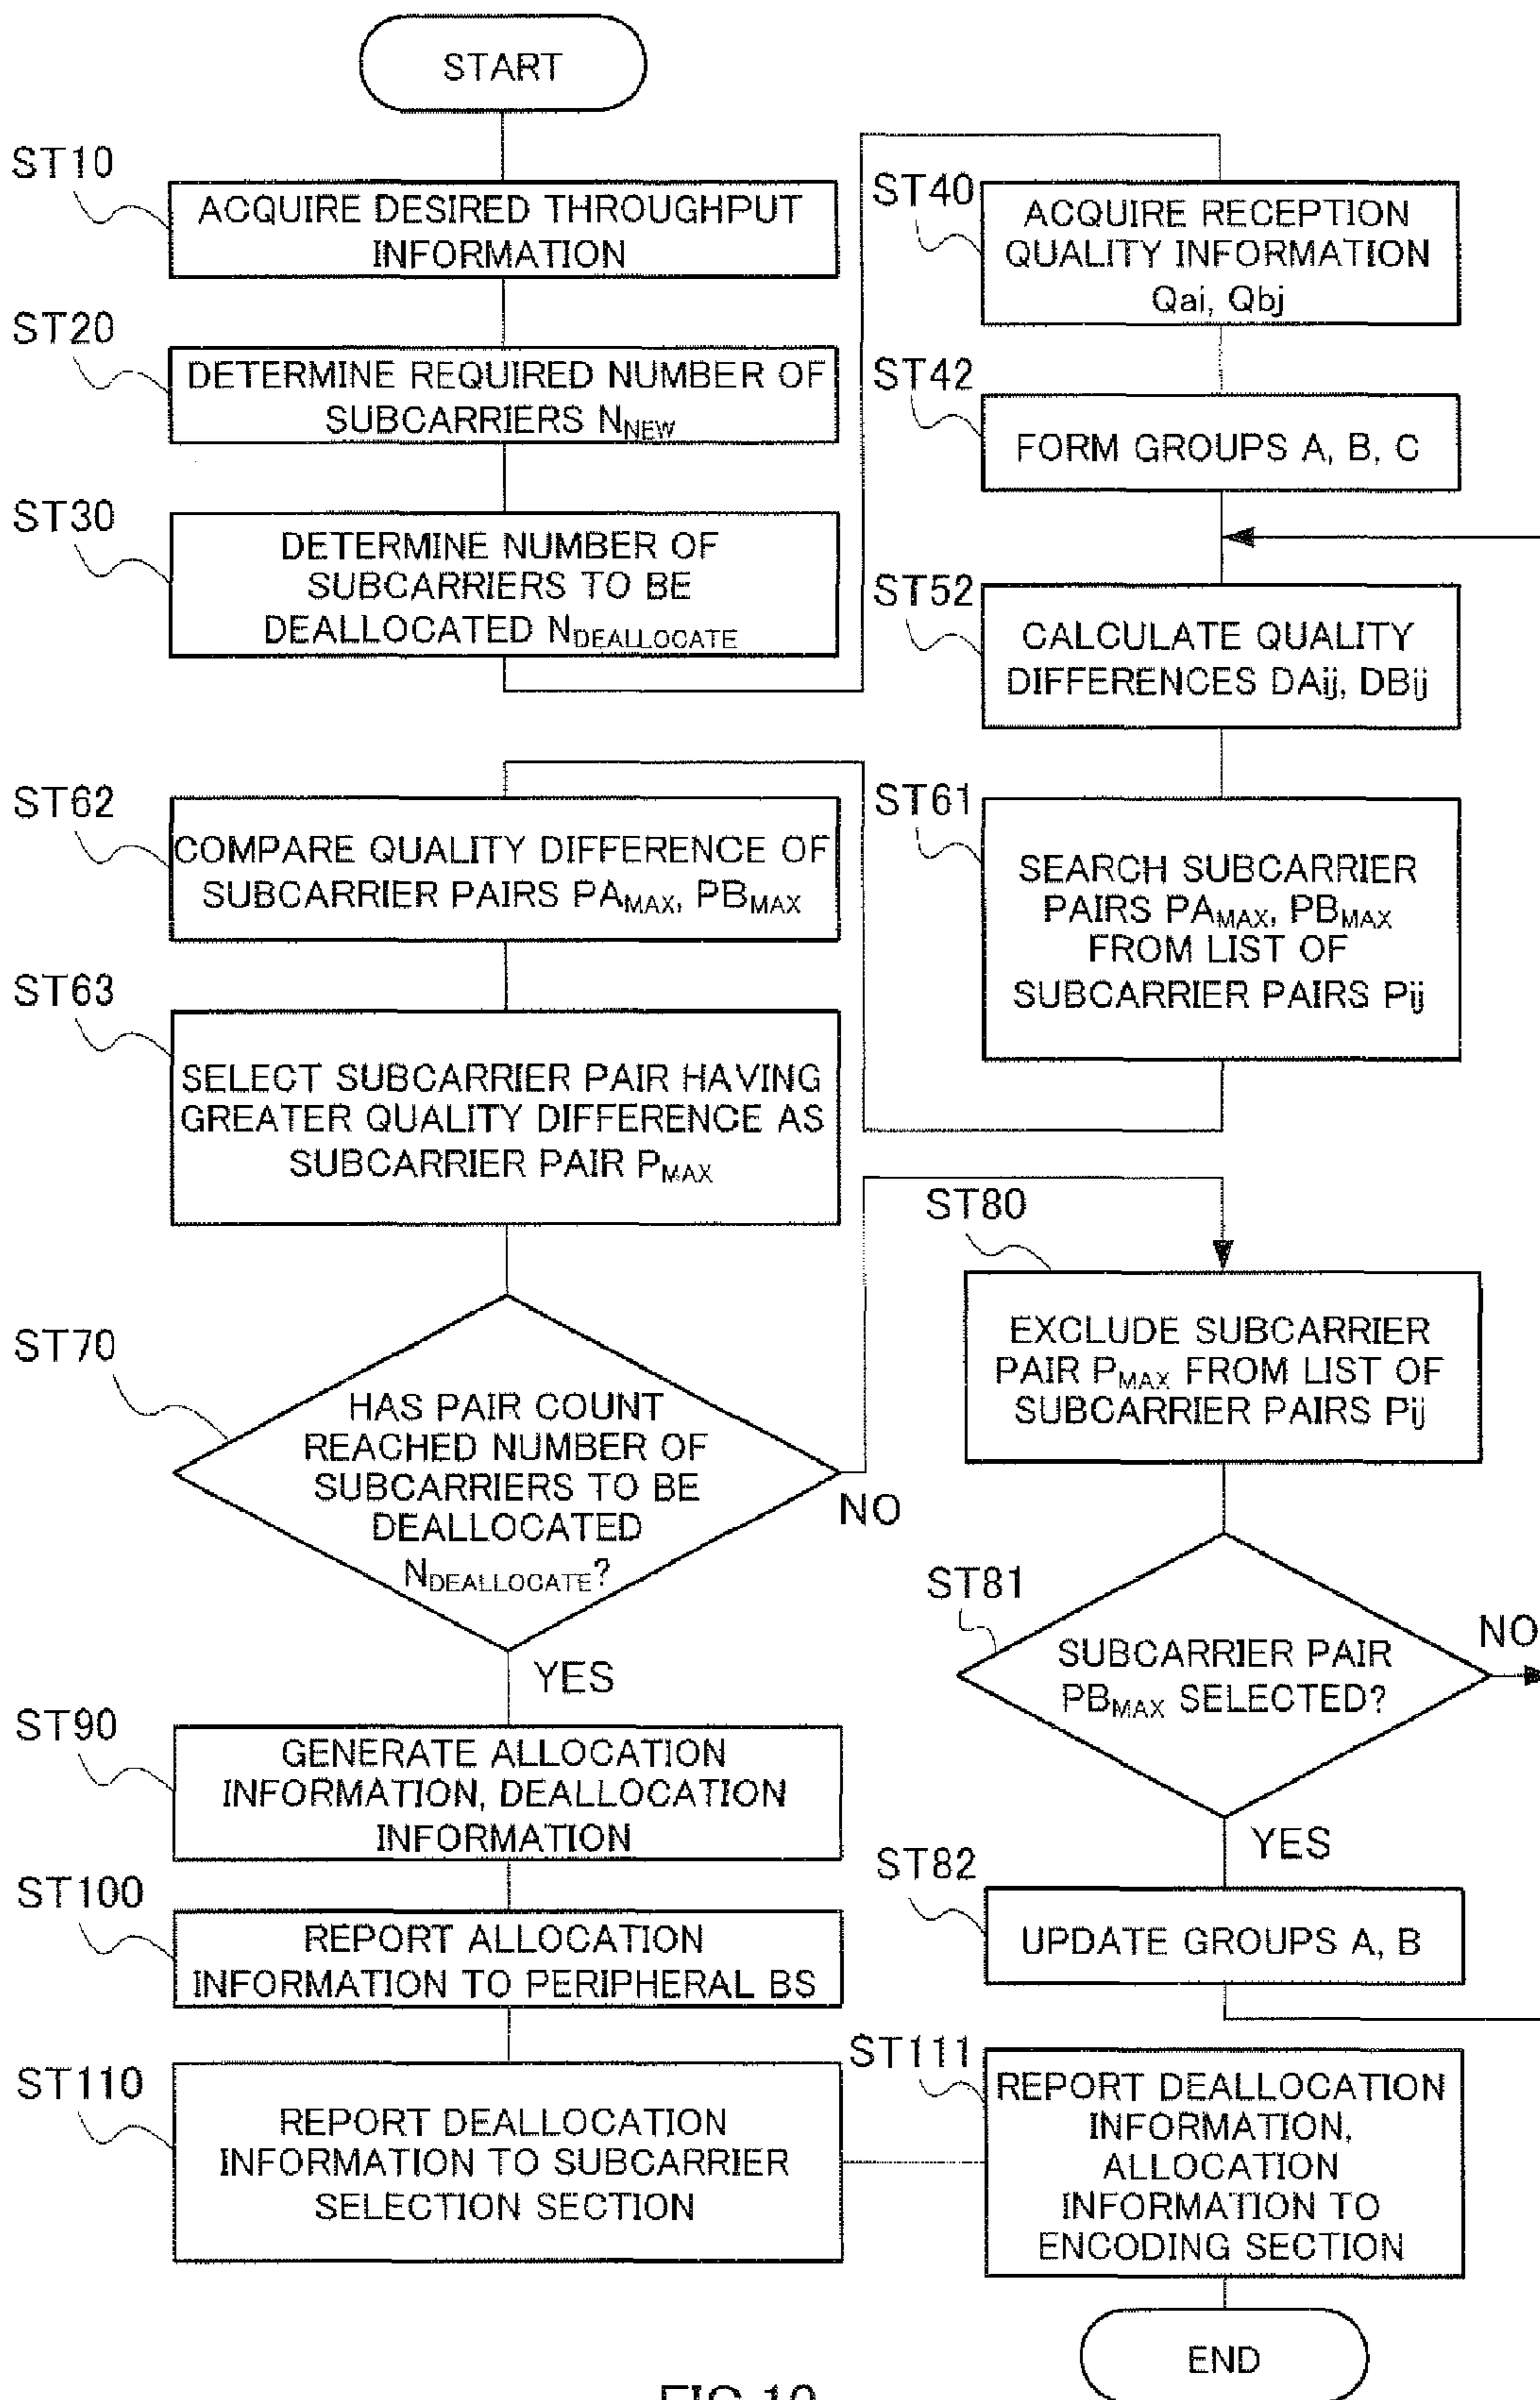 START
ST10
ACQUIRE DESIRED THROUGHPUT
INFORMATION
ST20
DETERMINE REQUIRED NUMBER OF
SUBCARRIERS NNEW
ST30
DETERMINE NUMBER OF
SUBCARRIERS TO BE
DEALLOCATED NDEALLOCATE
ST40
ACQUIRE RECEPTION
QUALITY INFORMATION
Qai, Qbj
ST42
FORM GROUPS A, B, C
ST52
CALCULATE QUALITY
DIFFERENCES DAij, DBij
ST61
SEARCH SUBCARRIER
PAIRS PAMAX, PBMAX
FROM LIST OF
SUBCARRIER PAIRS Pij
ST62
COMPARE QUALITY DIFFERENCE OF
SUBCARRIER PAIRS PAMAX, PBMAX
ST63
SELECT SUBCARRIER PAIR HAVING
GREATER QUALITY DIFFERENCE AS
SUBCARRIER PAIR PMAX
ST70
HAS PAIR COUNT
REACHED NUMBER OF
SUBCARRIERS TO BE
DEALLOCATED
NDEALLOCATE?
NO
YES
ST80
EXCLUDE SUBCARRIER
PAIR PMAX FROM LIST OF
SUBCARRIER PAIRS Pij
ST81
SUBCARRIER PAIR
PBMAX SELECTED?
NO
YES
ST82
UPDATE GROUPS A, B
ST90
GENERATE ALLOCATION
INFORMATION, DEALLOCATION
INFORMATION
ST100
REPORT ALLOCATION
INFORMATION TO PERIPHERAL BS
ST110
REPORT DEALLOCATION
INFORMATION TO SUBCARRIER
SELECTION SECTION
ST111
REPORT DEALLOCATION
INFORMATION,
ALLOCATION
INFORMATION TO
ENCODING SECTION
END